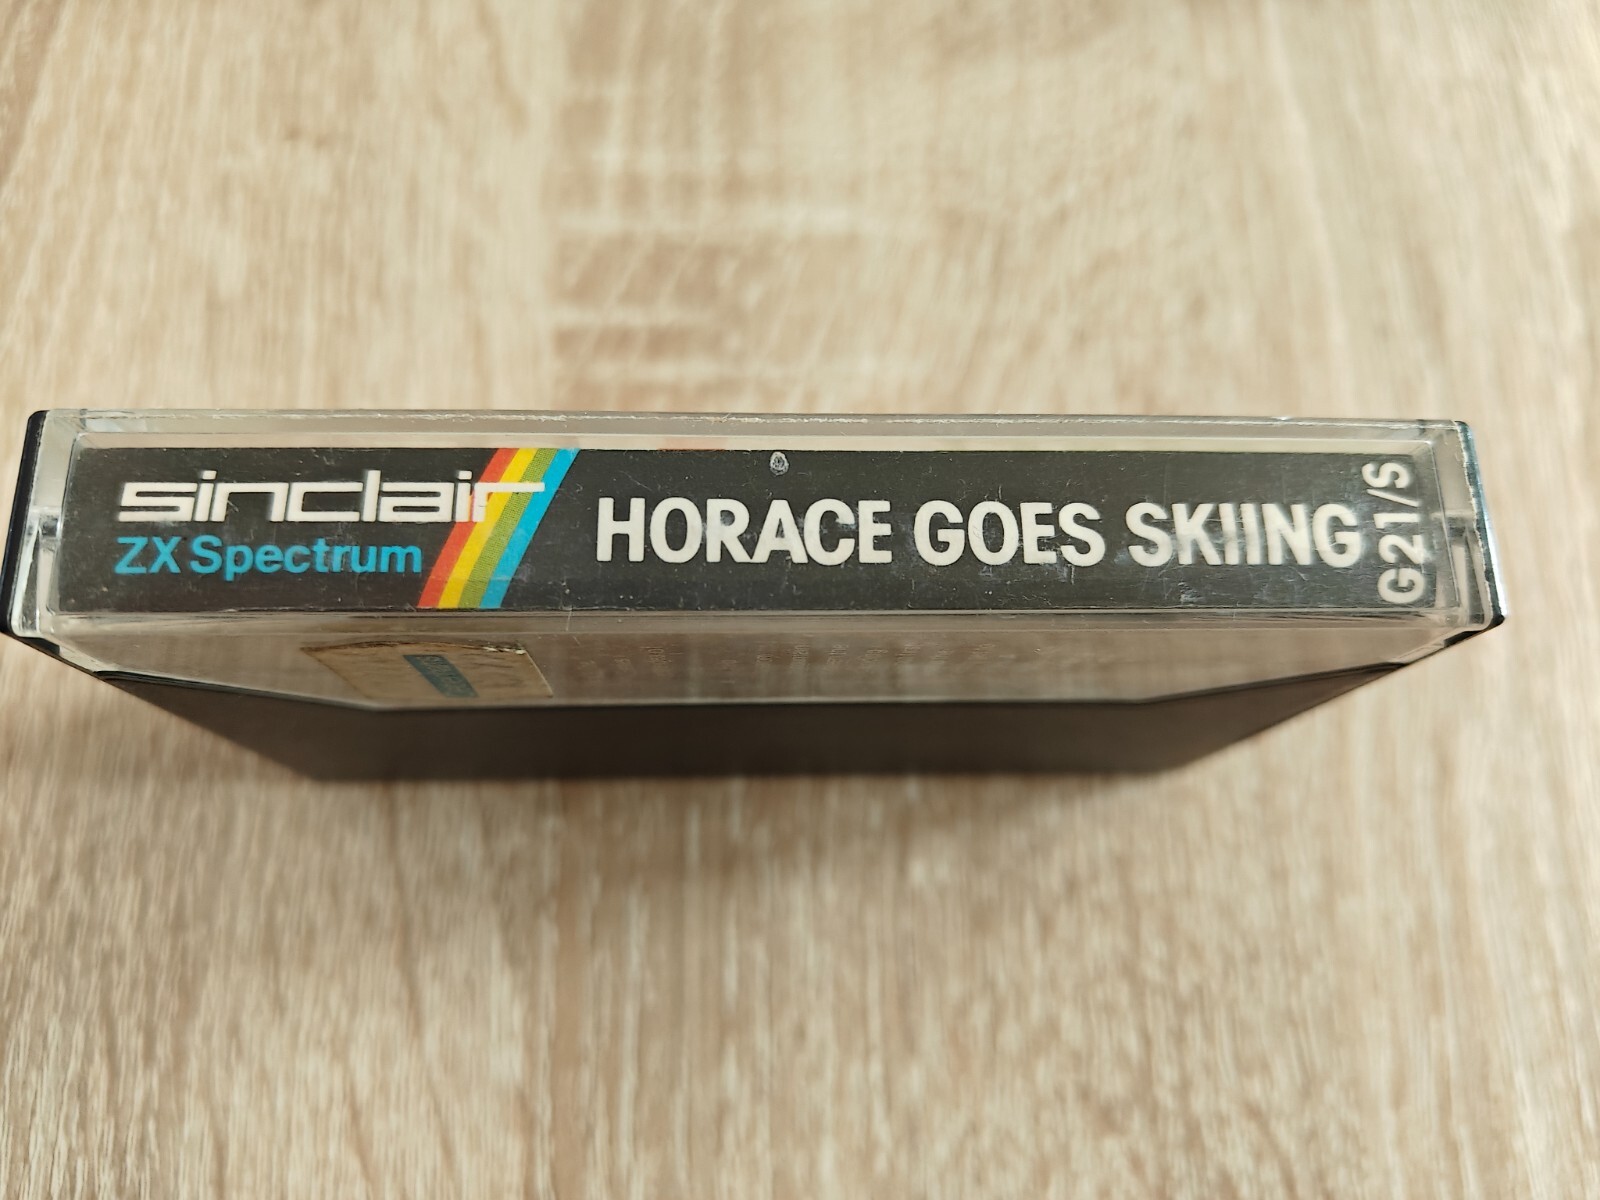 sinclair
ZX Spectrum
HORACE GOES SKIING
G21/S